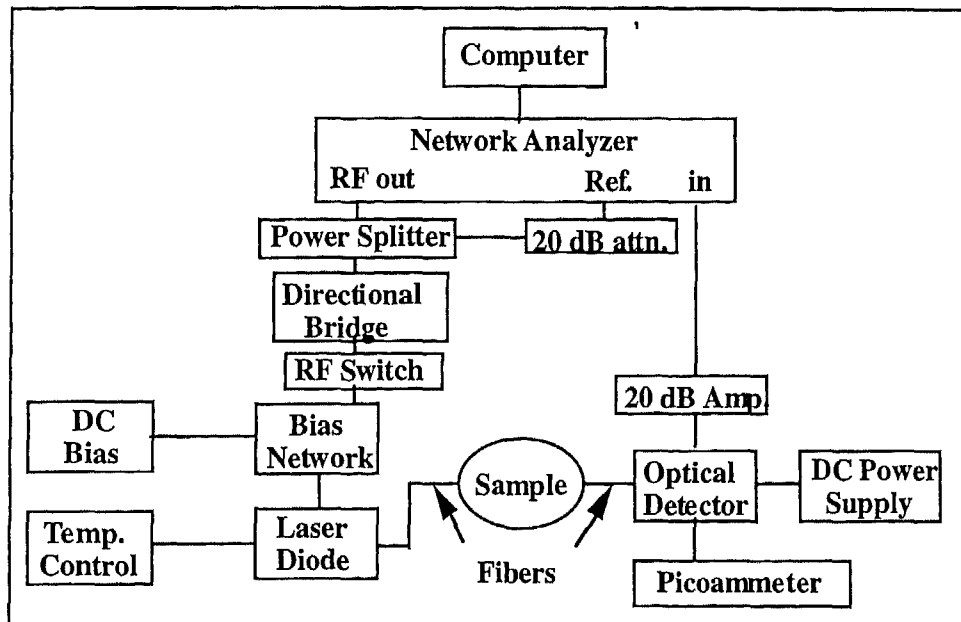 Computer
Network Analyzer
RF out Ref. in
Power Splitter
20 dB attn.
Directional
Bridge
RF Switch
20 dB Amp.
DC
Bias
Bias
Network
Sample
Optical
Detector
DC Power
Supply
Temp.
Control
Laser
Diode
Fibers
Picoammeter